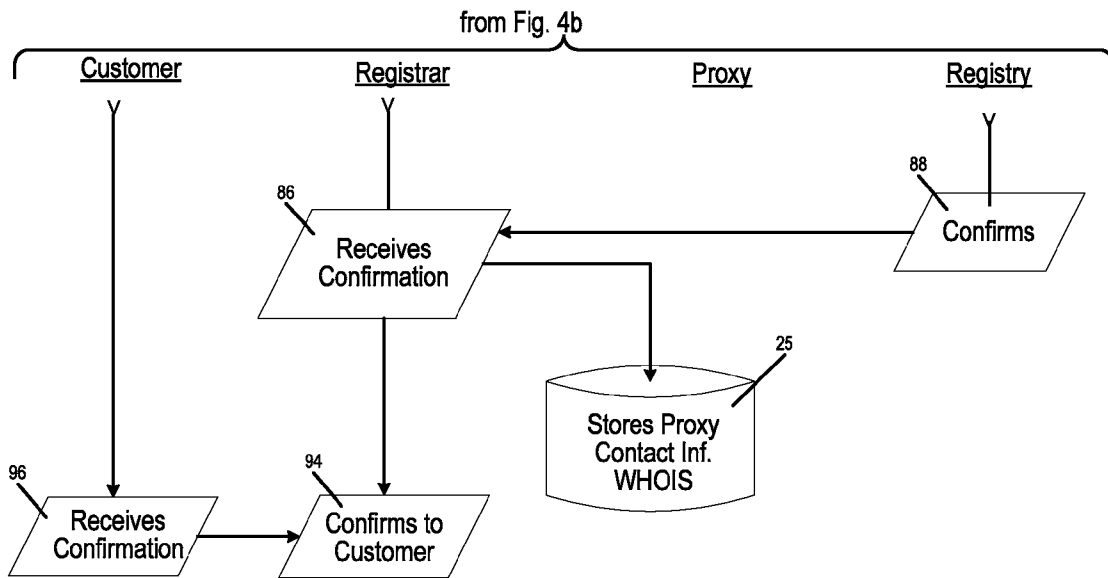 from Fig. 4b
Customer
Registrar
Proxy
Registry
86
Receives
Confirmation
88
Confirms
25
Stores Proxy
Contact Inf.
WHOIS
96
Receives
Confirmation
94
Confirms to
Customer